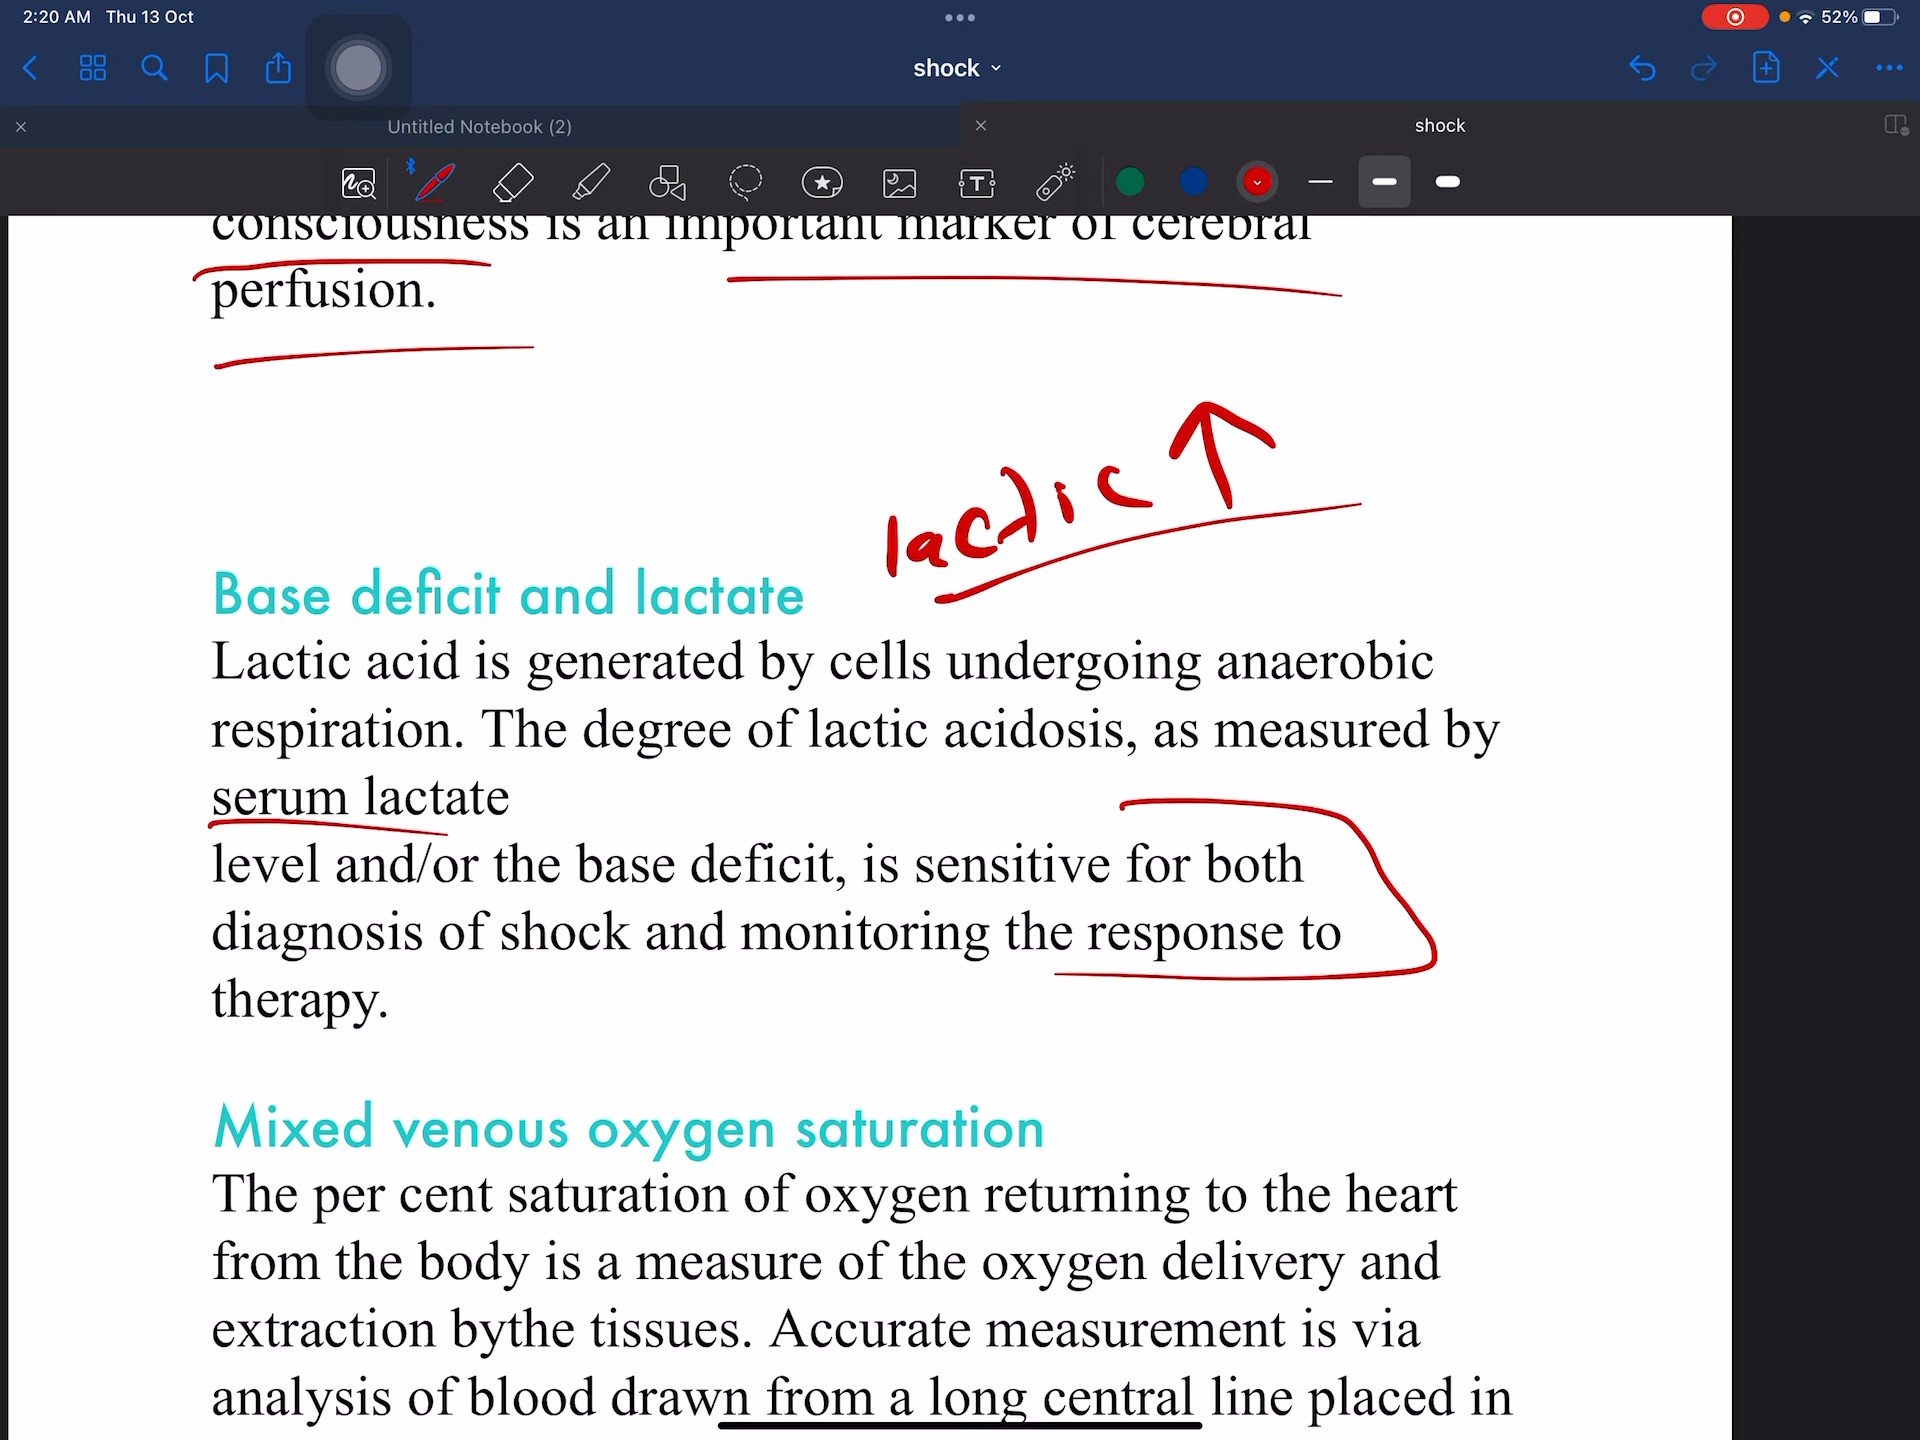 2:20 AM Thu 13 Oct
52%
shock
Untitled Notebook (2)
shock
consciousness is an important marker of cerebral
perfusion.
lactic ↑
Base deficit and lactate
Lactic acid is generated by cells undergoing anaerobic
respiration. The degree of lactic acidosis, as measured by
serum lactate
level and/or the base deficit, is sensitive for both
diagnosis of shock and monitoring the response to
therapy.
Mixed venous oxygen saturation
The per cent saturation of oxygen returning to the heart
from the body is a measure of the oxygen delivery and
extraction bythe tissues. Accurate measurement is via
analysis of blood drawn from a long central line placed in